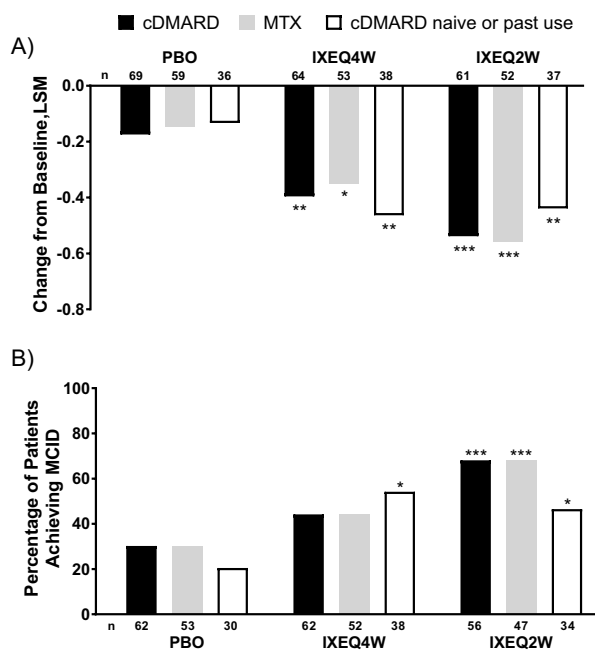 cDMARD MTX cDMARD naive or past use
A)
PBO IXEQ4W IXEQ2W
n 69 59 36 64 53 38 61 52 37
0.0
-0.2
-0.4
-0.6
-0.8
Change from Baseline,LSM
** * ** *** *** **
B)
100
80
60
40
20
0
Percentage of Patients
Achieving MCID
* *** *** *
n 62 53 30 62 52 38 56 47 34
PBO IXEQ4W IXEQ2W